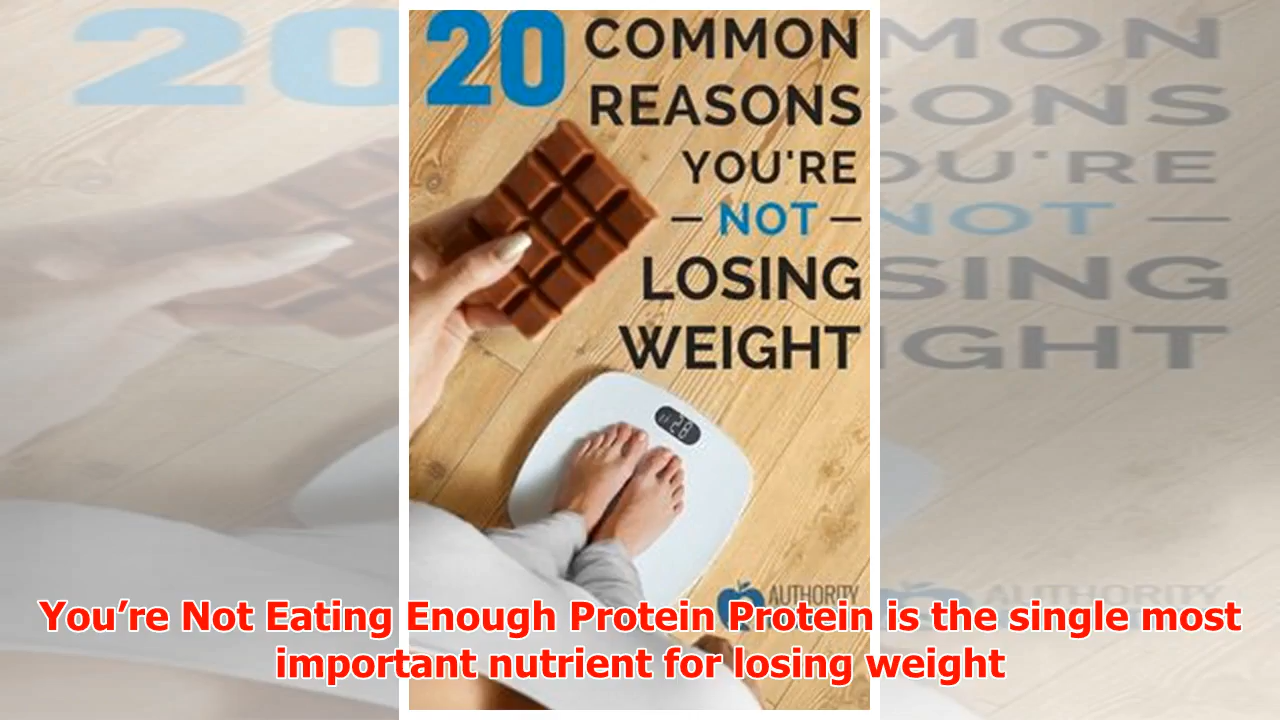 20 COMMON
REASONS
YOU'RE
— NOT —
LOSING
WEIGHT
28
AUTHORITY
You’re Not Eating Enough Protein Protein is the single most
important nutrient for losing weight